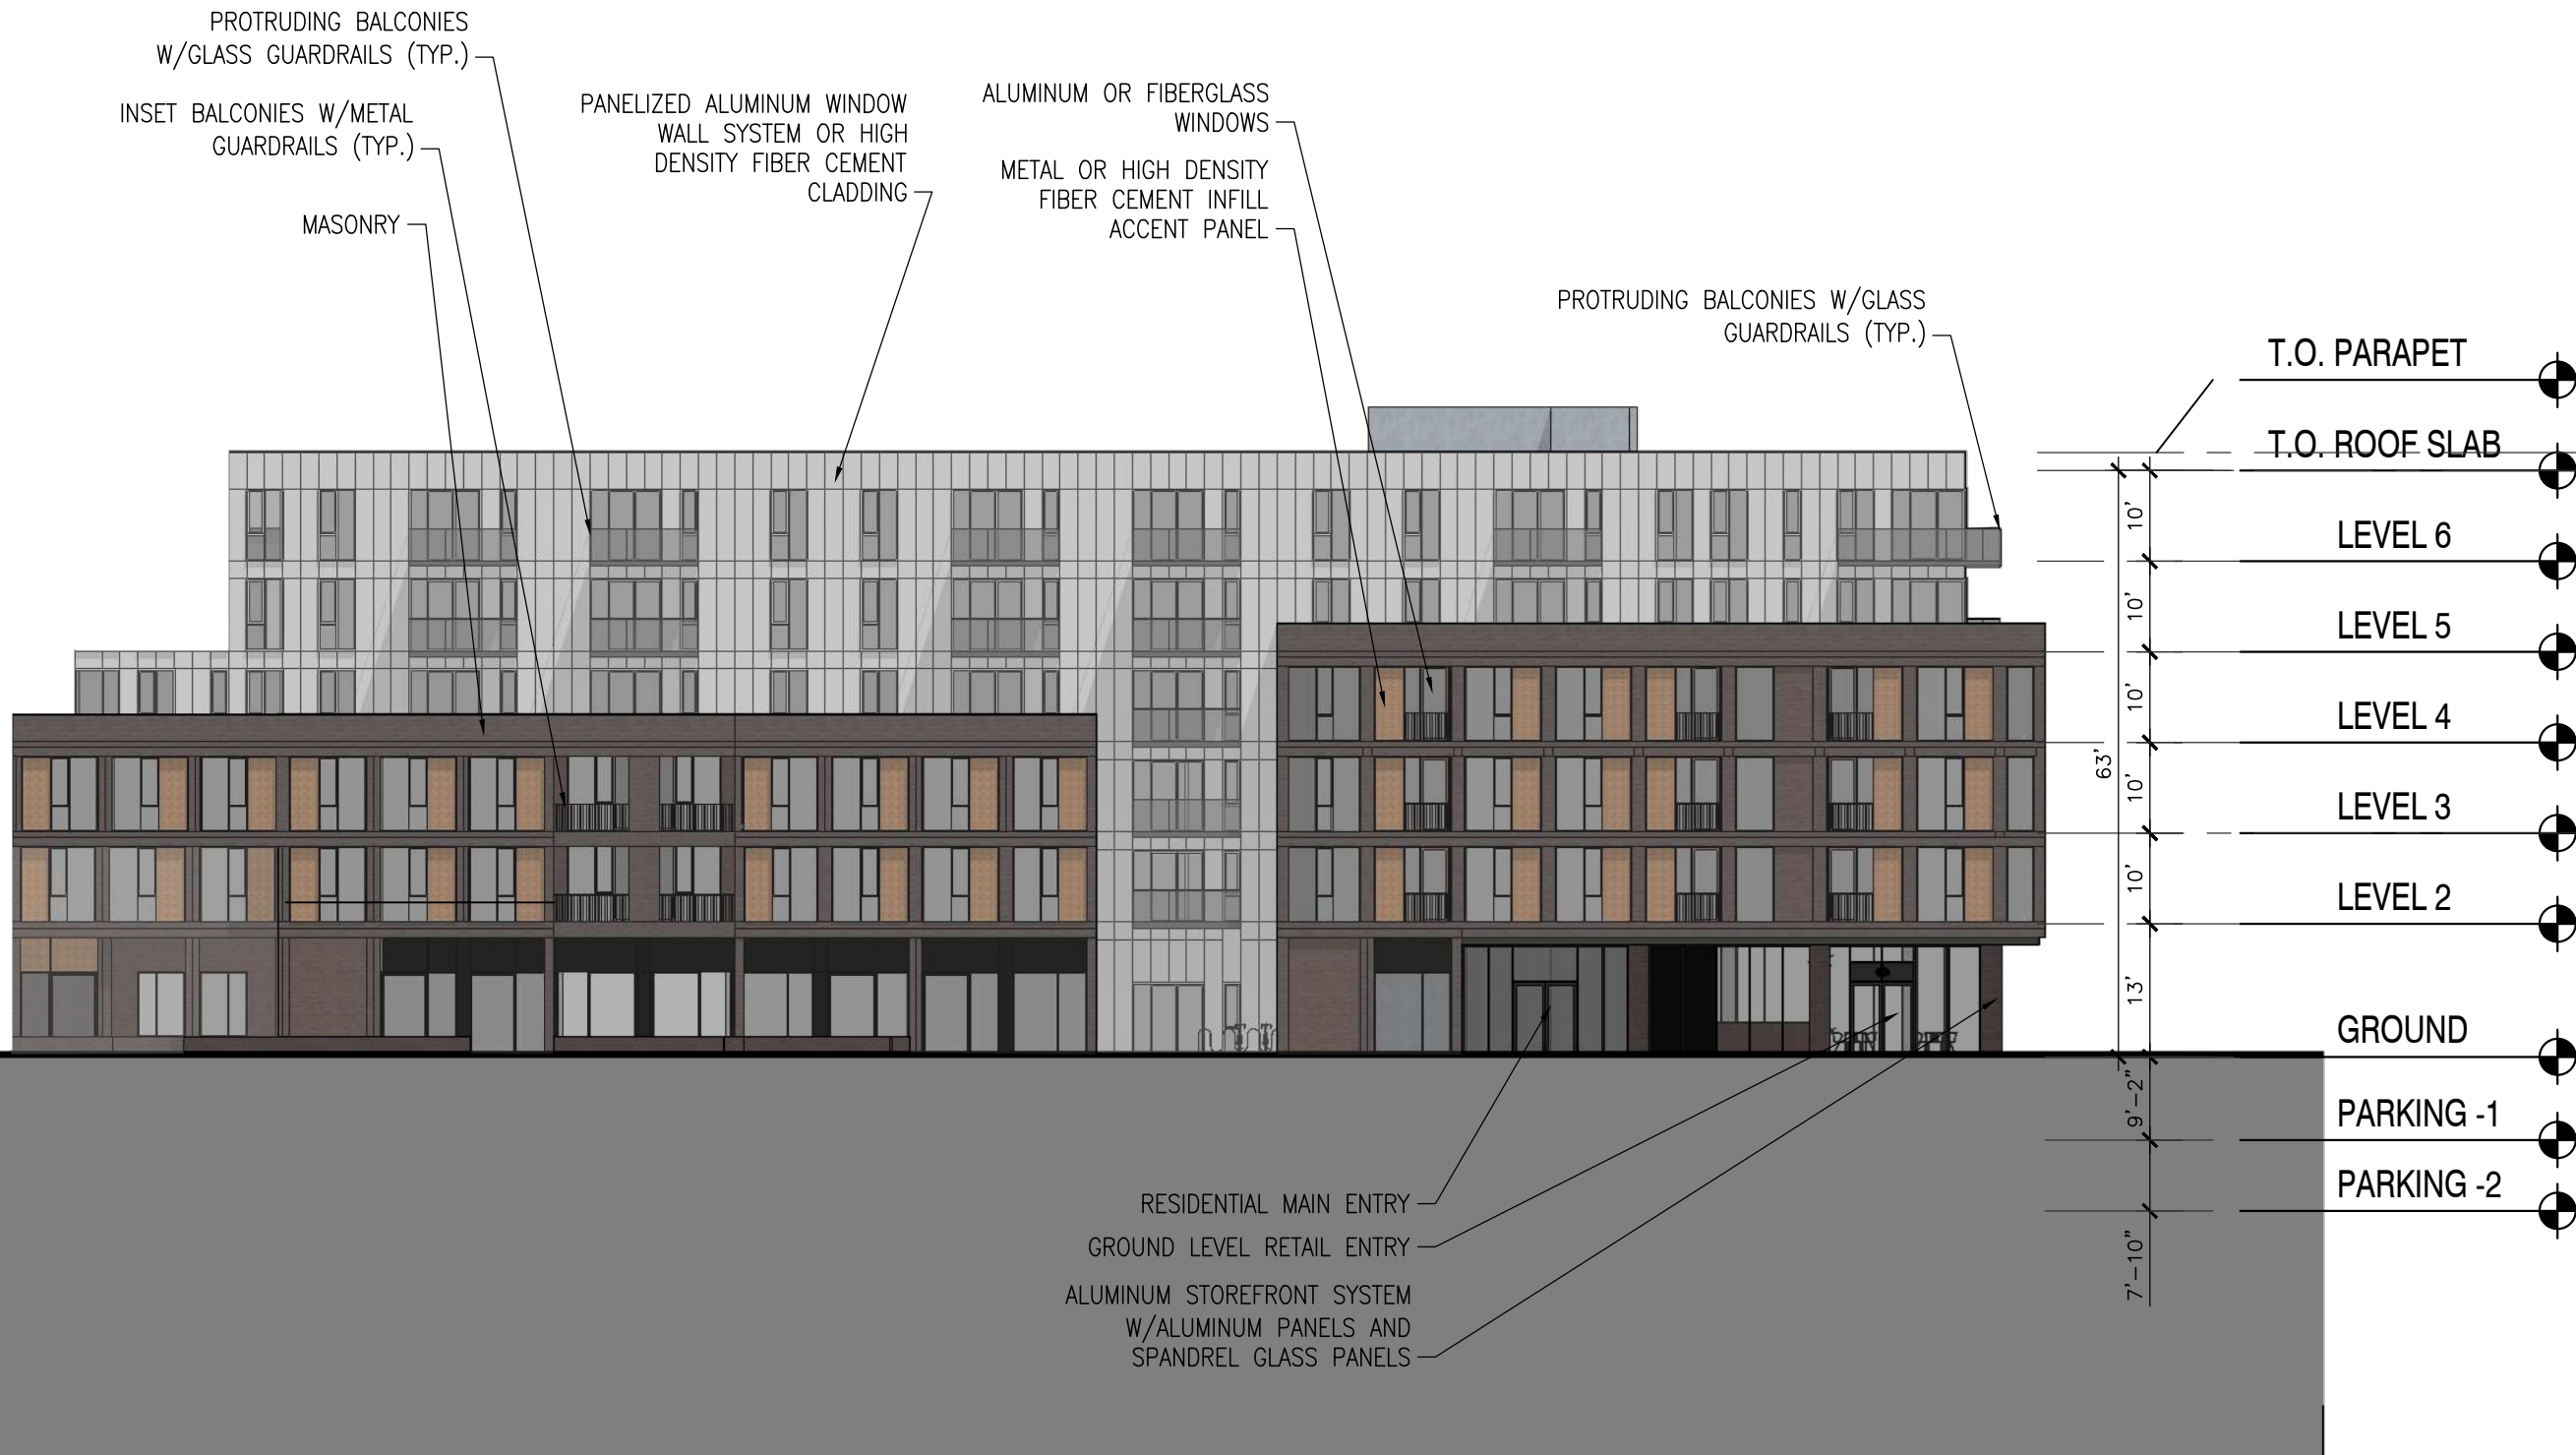 PROTRUDING BALCONIES
W/GLASS GUARDRAILS (TYP.)
INSET BALCONIES W/METAL
GUARDRAILS (TYP.)
MASONRY
PANELIZED ALUMINUM WINDOW
WALL SYSTEM OR HIGH
DENSITY FIBER CEMENT
CLADDING
ALUMINUM OR FIBERGLASS
WINDOWS
METAL OR HIGH DENSITY
FIBER CEMENT INFILL
ACCENT PANEL
PROTRUDING BALCONIES W/GLASS
GUARDRAILS (TYP.)
T.O. PARAPET
T.O. ROOF SLAB
10'
LEVEL 6
10'
LEVEL 5
10'
LEVEL 4
63'
10'
LEVEL 3
10'
LEVEL 2
13'
GROUND
9'-2"
PARKING -1
PARKING -2
7'-10"
RESIDENTIAL MAIN ENTRY
GROUND LEVEL RETAIL ENTRY
ALUMINUM STOREFRONT SYSTEM
W/ALUMINUM PANELS AND
SPANDREL GLASS PANELS